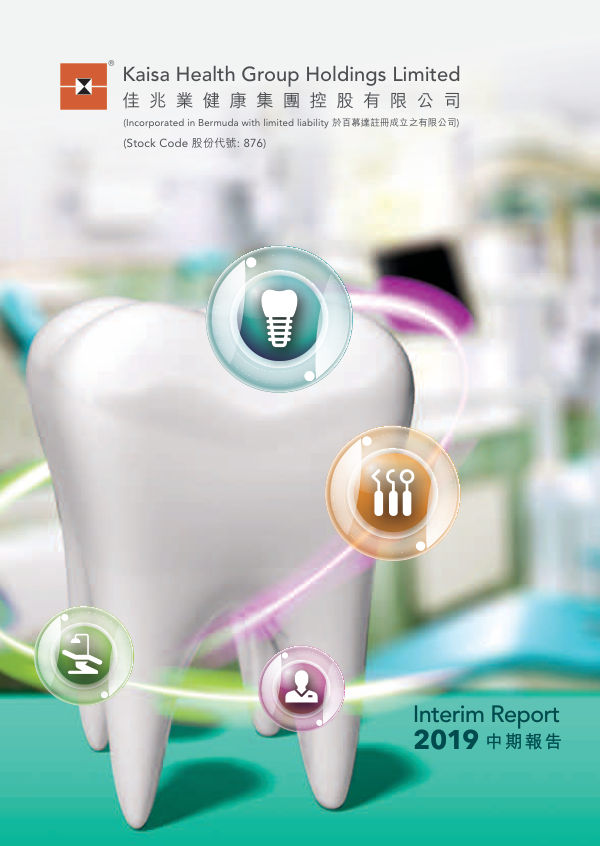 Kaisa Health Group Holdings Limited
佳兆業健康集團控股有限公司
(Incorporated in Bermuda with limited liability 於百慕達註冊成立之有限公司)
(Stock Code 股份代號: 876)
Interim Report
2019 中期報告